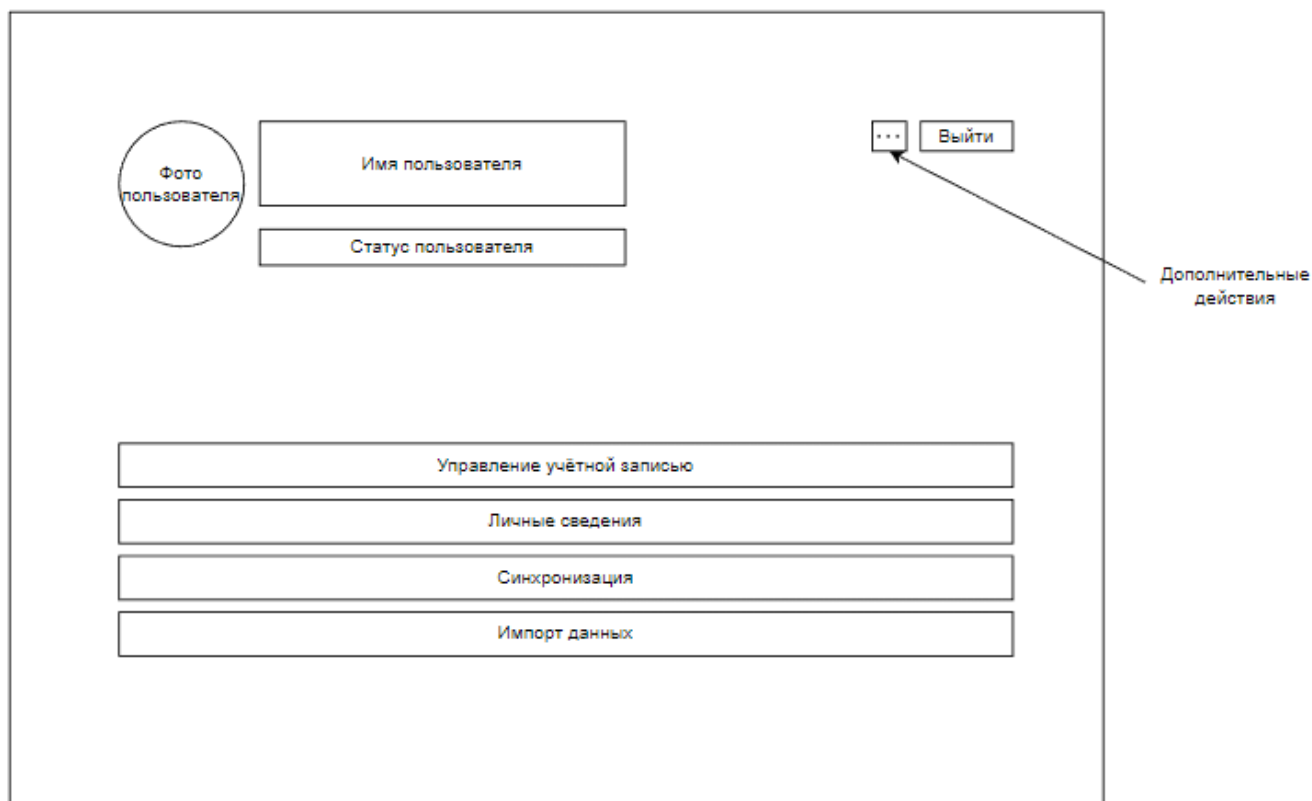 Фото
пользователя
Имя пользователя
Статус пользователя
...
Выйти
Дополнительные
действия
Управление учётной записью
Личные сведения
Синхронизация
Импорт данных